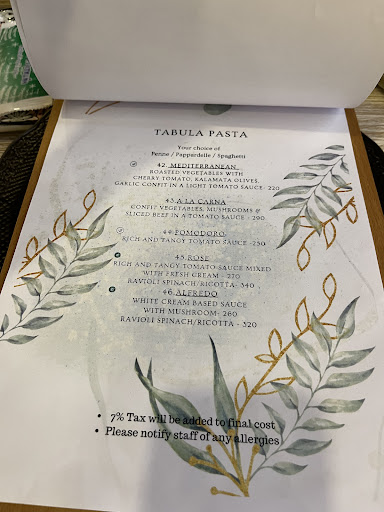 TABULA PASTA
Your choice of
Penne / Papperdelle / Spaghetti
42. MEDITERRANEAN
ROASTED VEGETABLES WITH
CHERRY TOMATO, KALAMATA OLIVES,
GARLIC CONFIT IN A LIGHT TOMATO SAUCE- 220
43. A LA CARNA
CONFIT VEGETABLES, MUSHROOMS &
SLICED BEEF IN A TOMATO SAUCE - 290
44. POMODORO
RICH AND TANGY TOMATO SAUCE -250
45. ROSE
RICH AND TANGY TOMATO SAUCE MIXED
WITH FRESH CREAM - 270
RAVIOLI SPINACH/RICOTTA- 340
46. ALFREDO
WHITE CREAM BASED SAUCE
WITH MUSHROOM- 260
RAVIOLI SPINACH/RICOTTA - 320
• 7% Tax will be added to final cost
• Please notify staff of any allergies